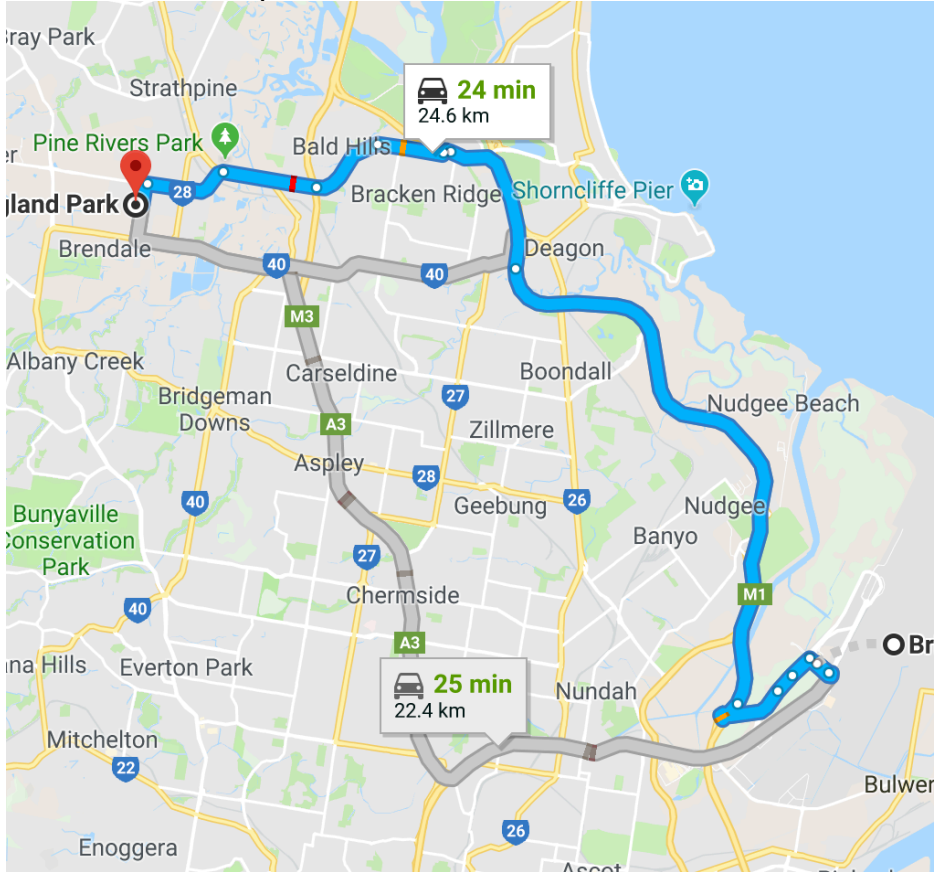 Bray Park
Strathpine
24 min
24.6 km
Pine Rivers Park
Bald Hills
er
28
Bracken Ridge
Shorncliffe Pier
gland Park
Brendale
Deagon
40
40
M3
Albany Creek
Carseldine
Boondall
Bridgeman
Downs
27
Nudgee Beach
A3
Zillmere
Aspley
28
40
Geebung
26
Nudgee
Bunyaville
Conservation
Park
Banyo
27
Chermside
M1
40
A3
Br
na Hills
Everton Park
25 min
22.4 km
Nundah
Mitchelton
22
Bulwer
26
Enoggera
Ascot